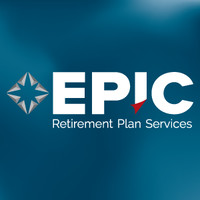 EPIC
Retirement Plan Services